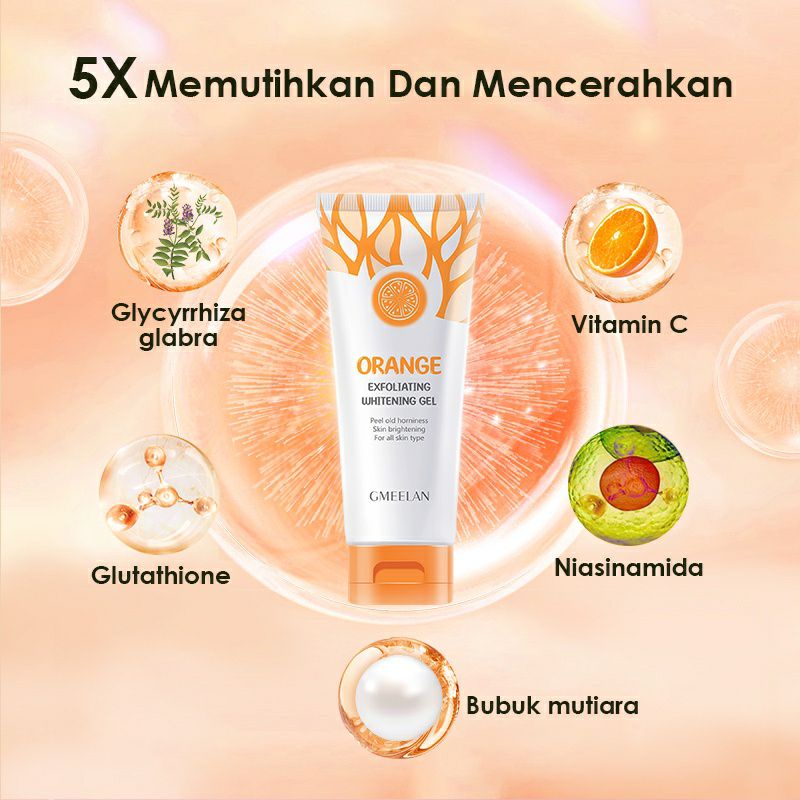 5X Memutihkan Dan Mencerahkan
Glycyrrhiza
glabra
Vitamin C
ORANGE
EXFOLIATING
WHITENING GEL
Peel old horniness
Skin brightening
For all skin type
GMEELAN
Glutathione
Niasinamida
Bubuk mutiara